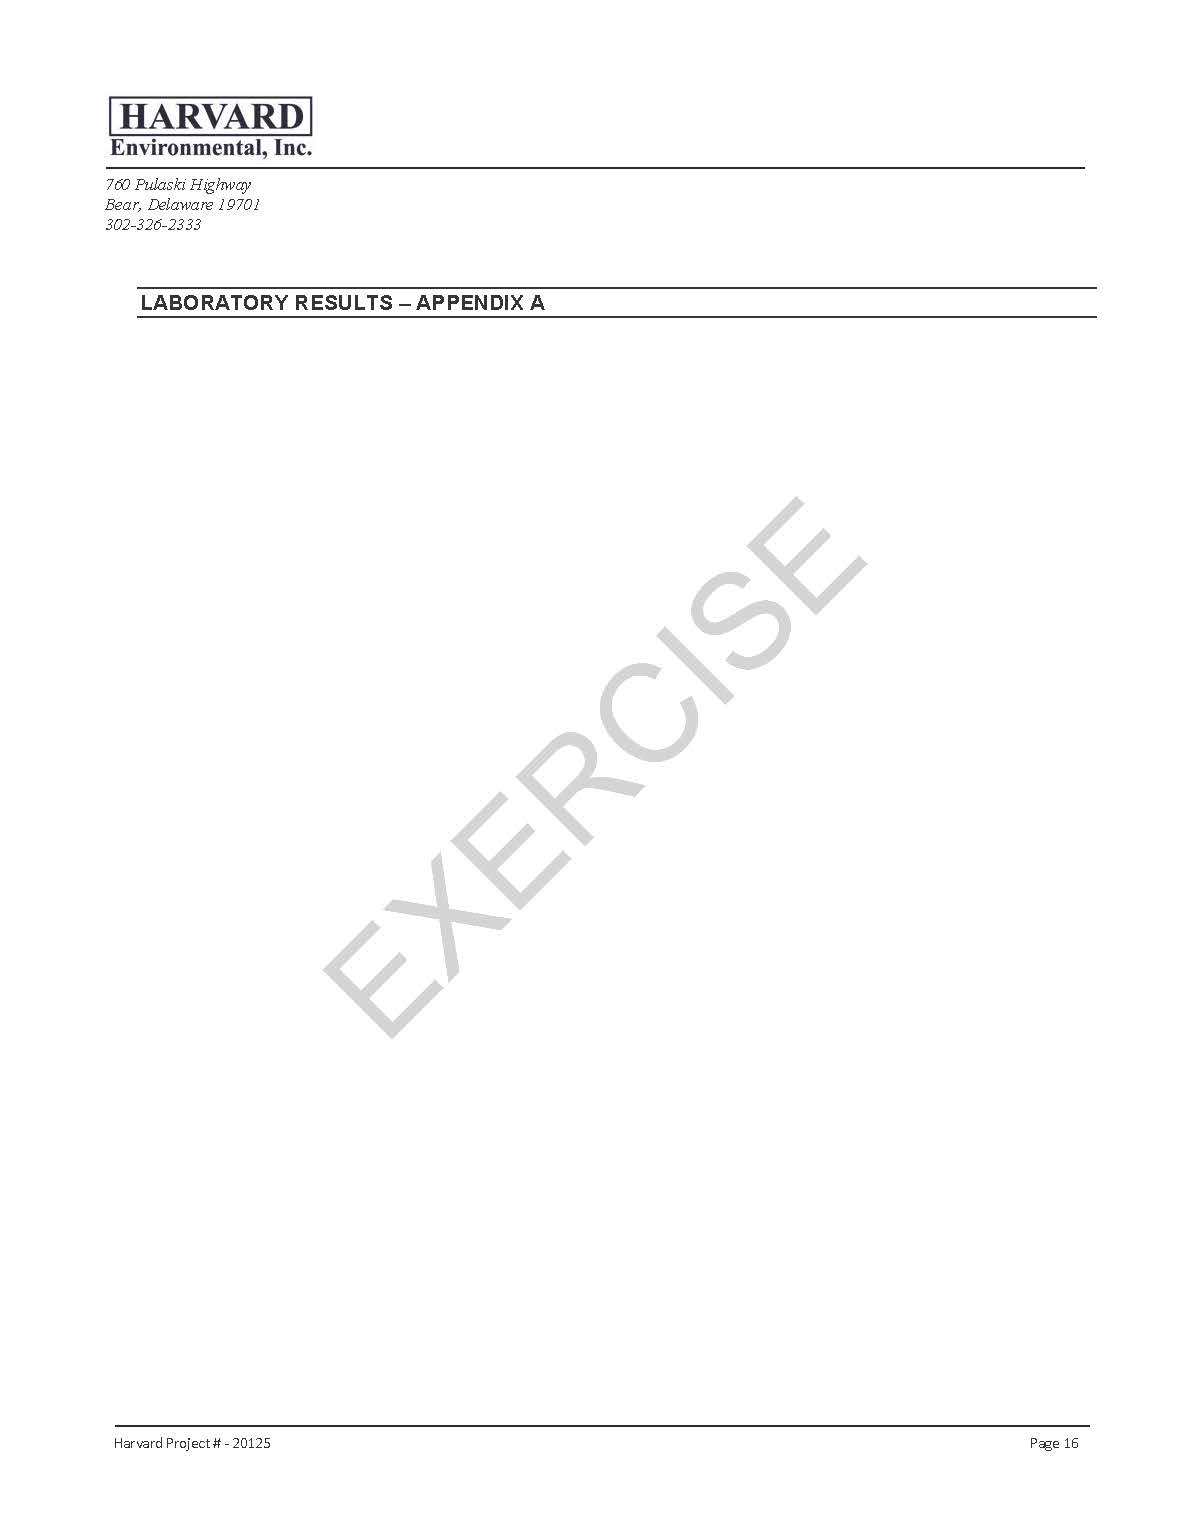 HARVARD
Environmental, Inc.
760 Pulaski Highway
Bear, Delaware 19701
302-326-2333
LABORATORY RESULTS – APPENDIX A
EXERCISE
Harvard Project # - 20125 Page 16